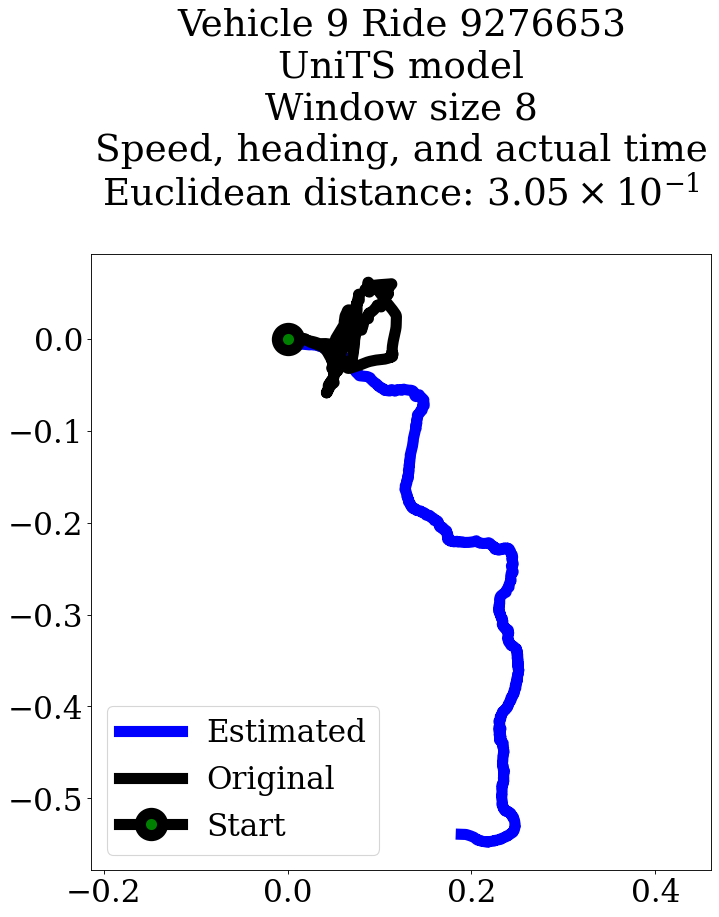 Vehicle 9 Ride 9276653
UniTS model
Window size 8
Speed, heading, and actual time
Euclidean distance: 3.05 × 10⁻¹
0.0
−0.1
−0.2
−0.3
−0.4
−0.5
Estimated
Original
Start
−0.2 0.0 0.2 0.4